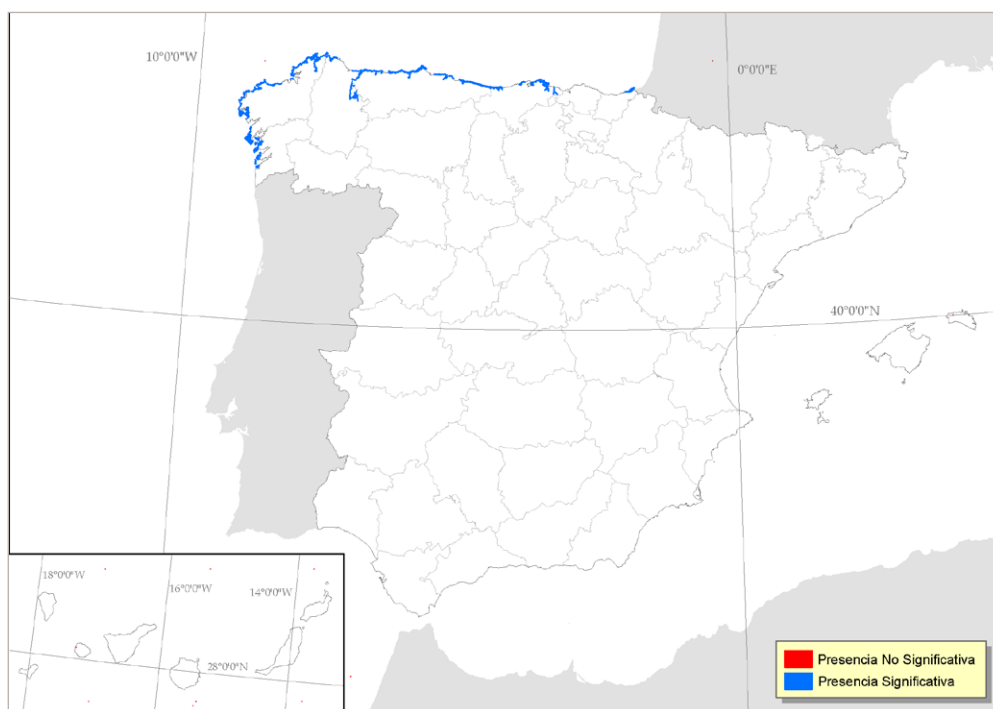 10°0'0"W
0°0'0"E
40°0'0"N
18°0'0"W
16°0'0"W
14°0'0"W
28°0'0"N
Presencia No Significativa
Presencia Significativa